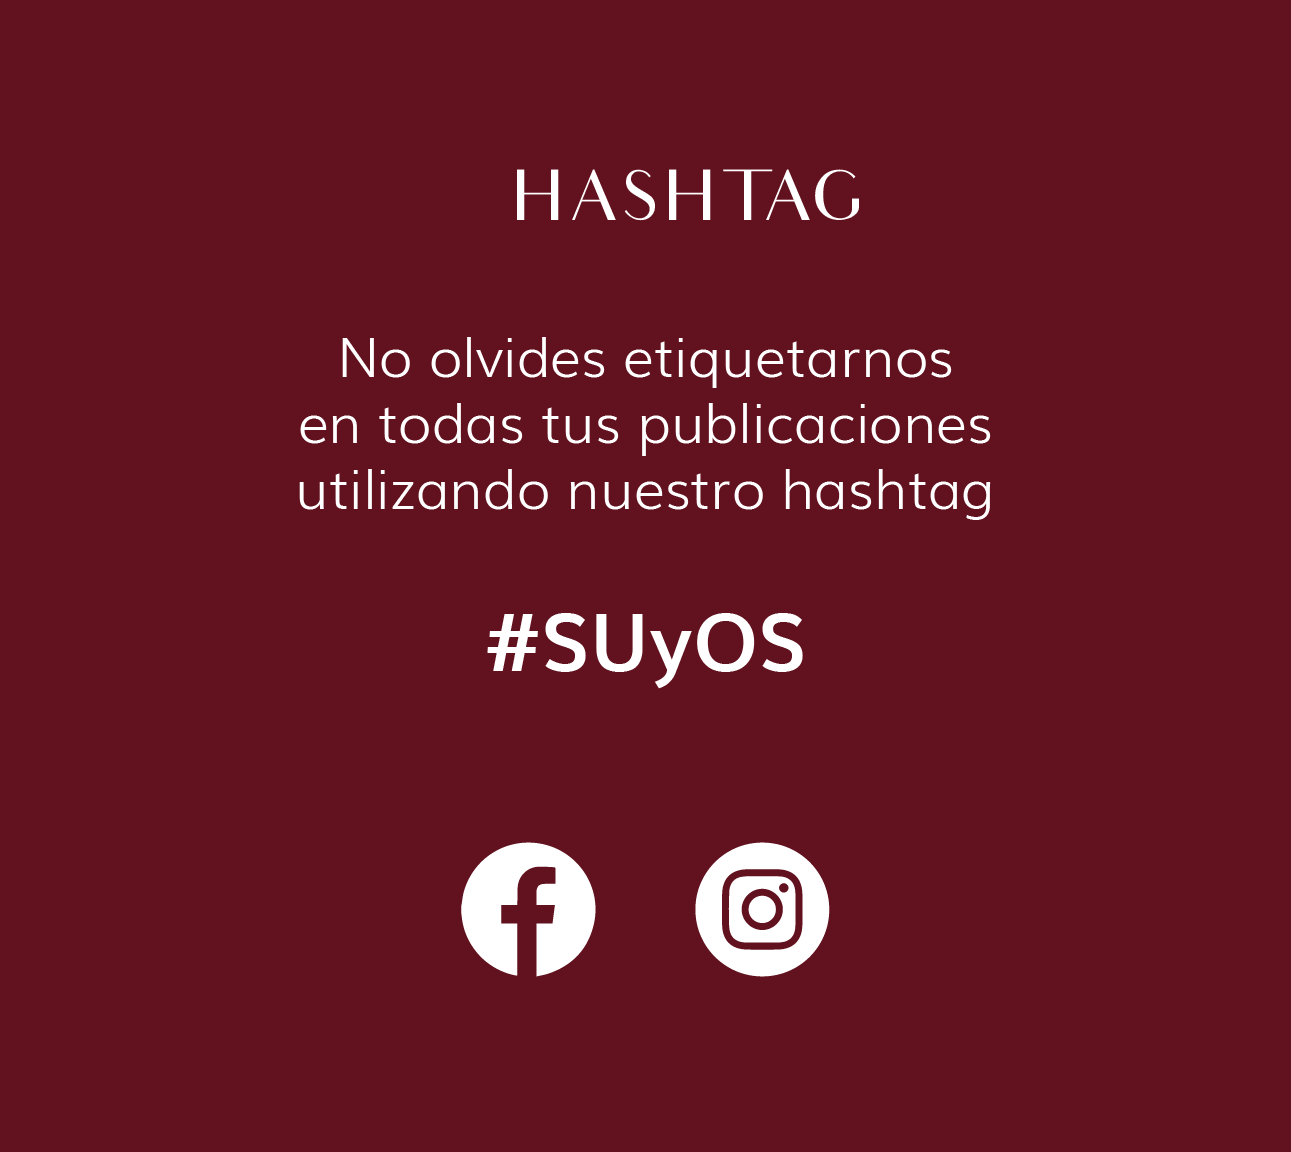 HASHTAG
No olvides etiquetarnos
en todas tus publicaciones
utilizando nuestro hashtag
#SUyOS